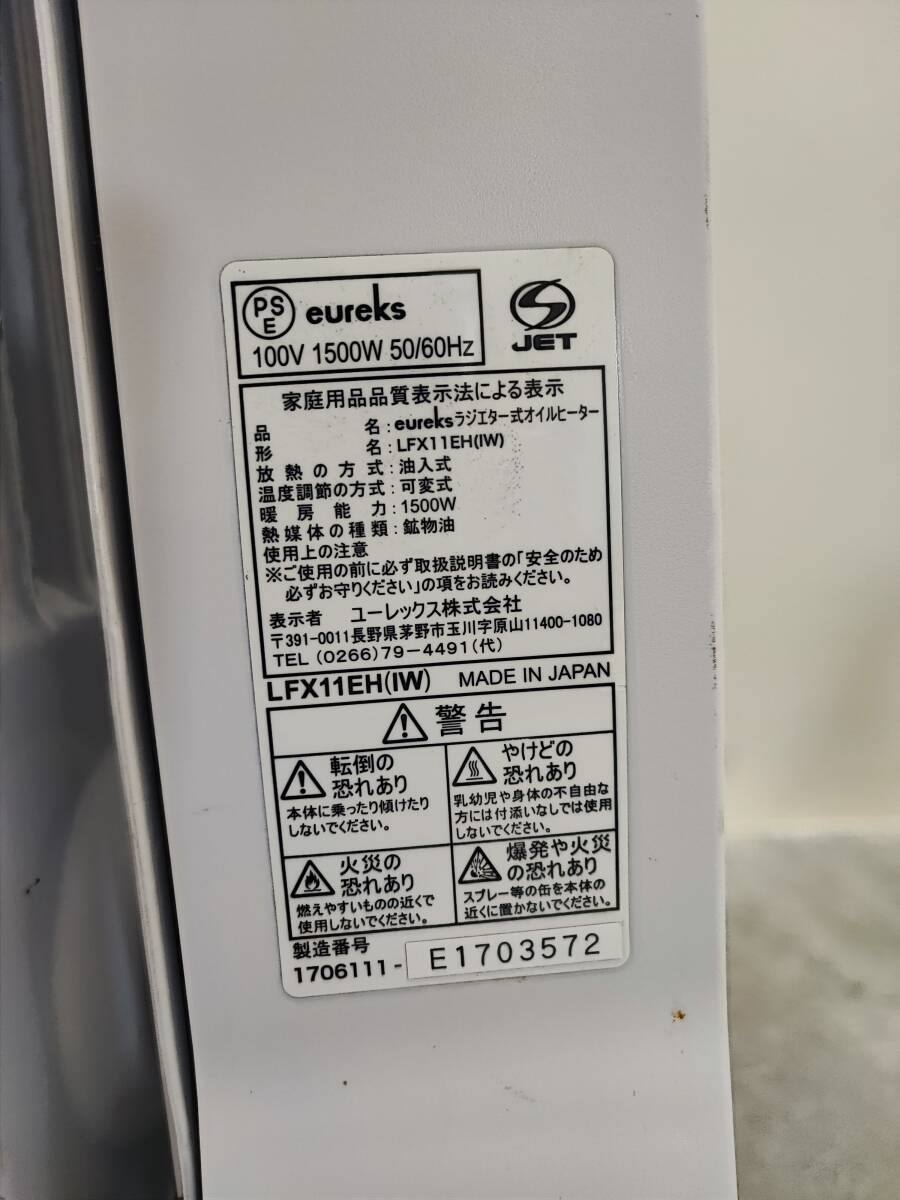 PSE eureks
100V 1500W 50/60Hz
JET
家庭用品品質表示法による表示
品名:eureksラジエター式オイルヒーター
形名:LFX11EH(IW)
放熱の方式:油入式
温度調節の方式:可変式
暖房能力:1500W
熱媒体の種類:鉱物油
使用上の注意
※ご使用の前に必ず取扱説明書の「安全のため
必ずお守りください」の項をお読みください。
表示者 ユーレックス株式会社
〒391-0011長野県茅野市玉川字原山11400-1080
TEL (0266)79-4491(代)
LFX11EH(IW) MADE IN JAPAN
警告
転倒の
恐れあり
本体に乗ったり傾けたり
しないでください。
やけどの
恐れあり
乳幼児や身体の不自由な
方には付添いなしでは使用
しないでください。
火災の
恐れあり
燃えやすいものの近くで
使用しないでください。
爆発や火災
の恐れあり
スプレー等の缶を本体の
近くに置かないでください。
製造番号
1706111- E1703572